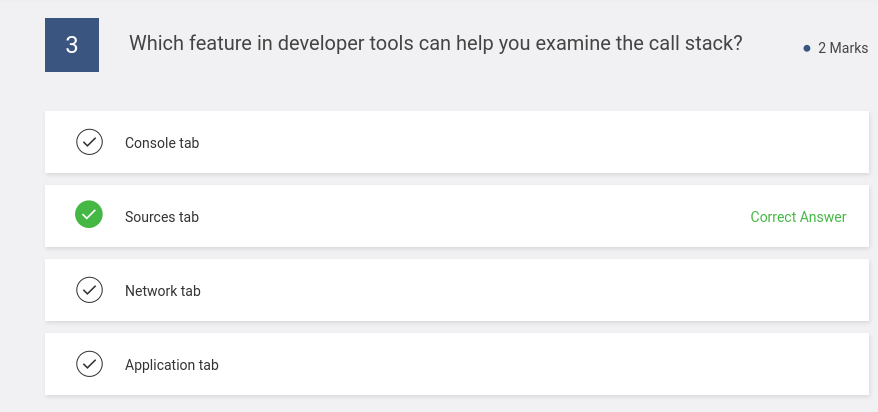 3
Which feature in developer tools can help you examine the call stack?
2 Marks
Console tab
Sources tab
Correct Answer
Network tab
Application tab